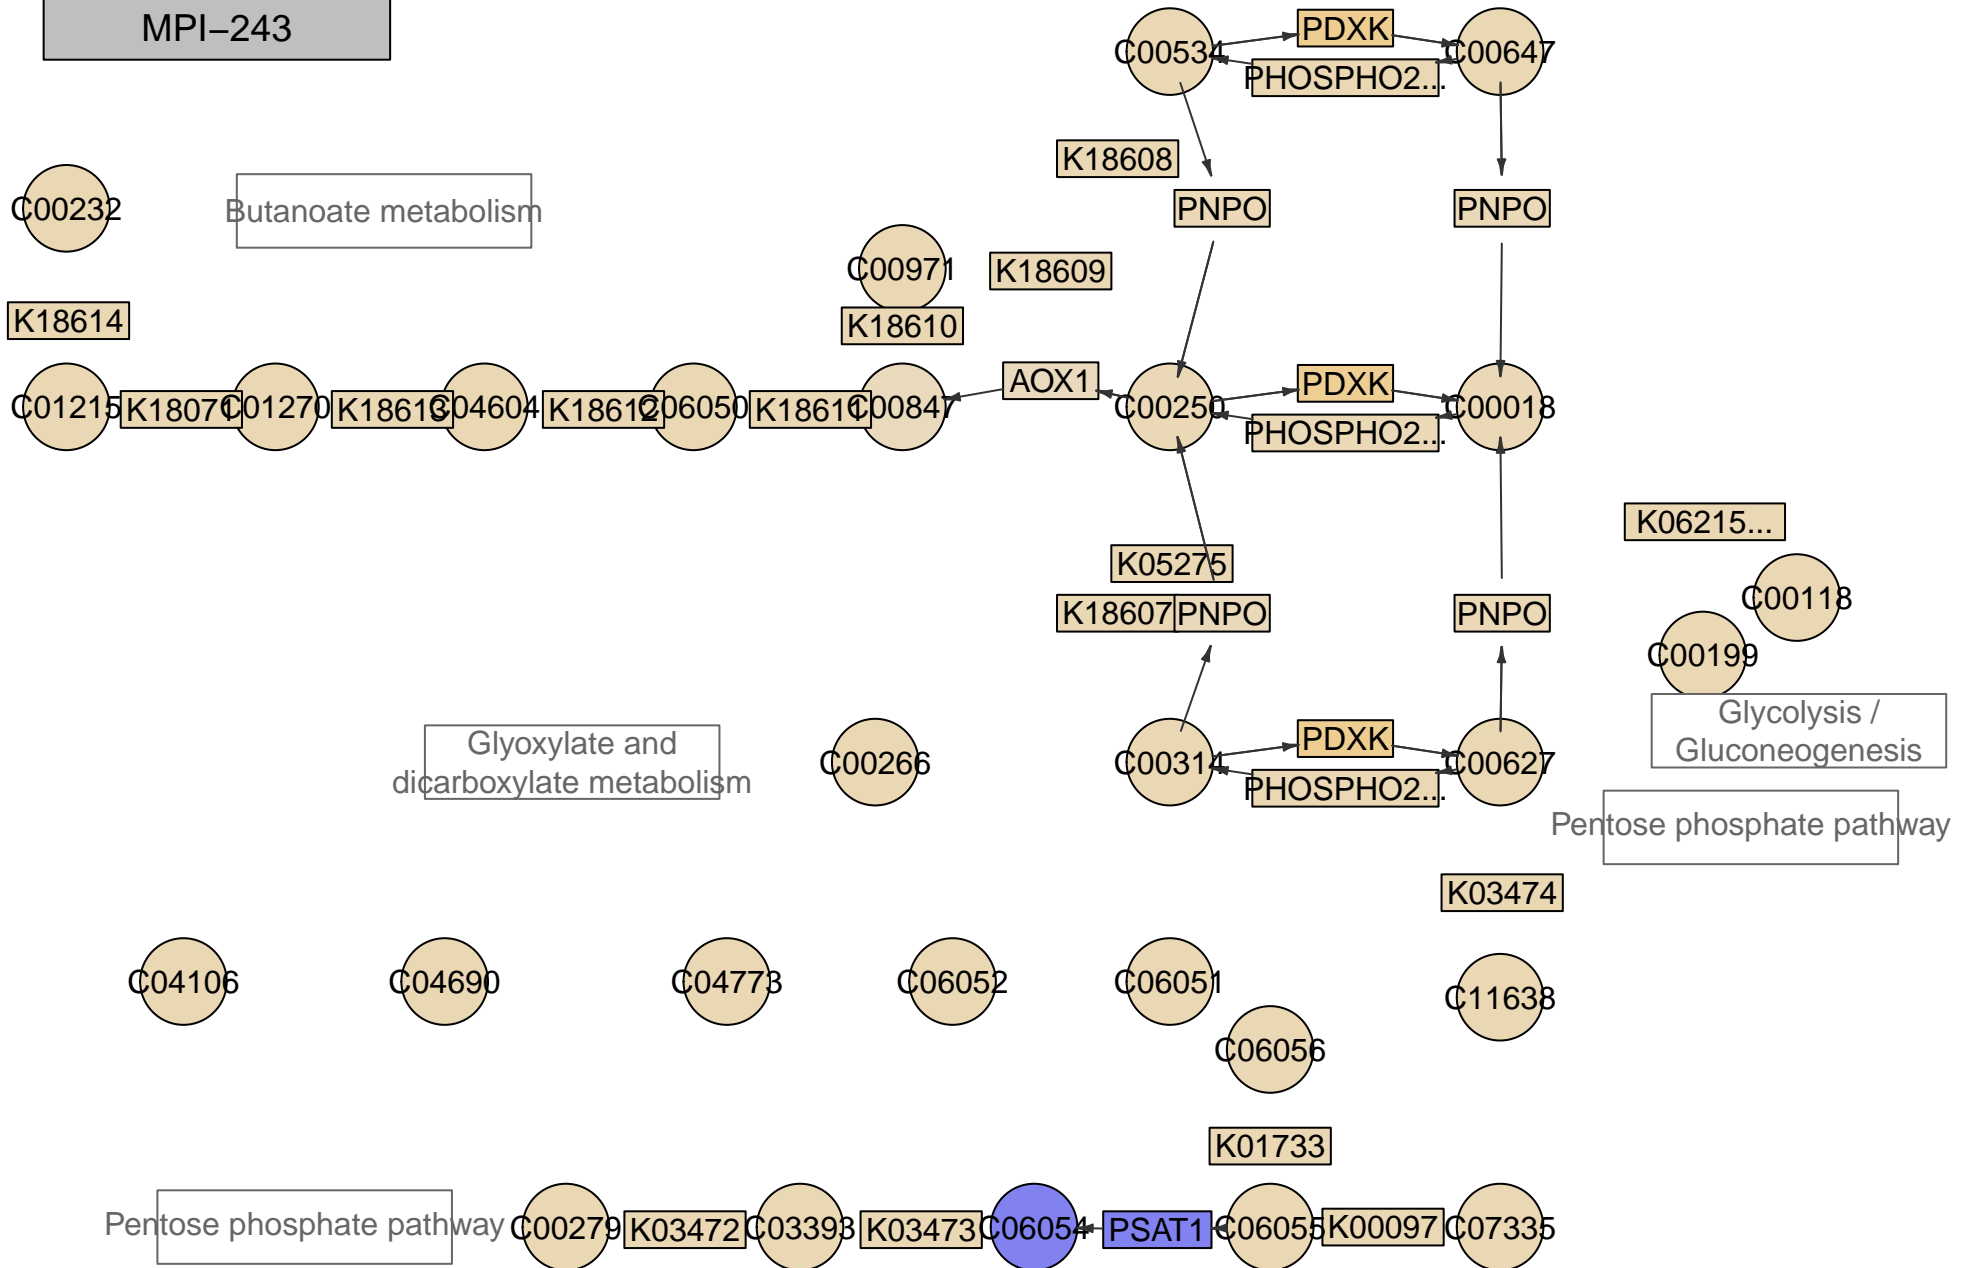 MPI−243
C00534
PDXK
C00647
PHOSPHO2...
K18608
C00232
Butanoate metabolism
PNPO
PNPO
C00971
K18609
K18614
K18610
C01215
K18071
C01270
K18613
C04604
K18612
C06050
K18611
C00847
AOX1
C00250
PDXK
C00018
PHOSPHO2...
K06215...
K05275
C00118
K18607
PNPO
PNPO
C00199
Glycolysis /
Gluconeogenesis
Glyoxylate and
dicarboxylate metabolism
C00266
C00314
PDXK
C00627
PHOSPHO2...
Pentose phosphate pathway
K03474
C04106
C04690
C04773
C06052
C06051
C11638
C06056
K01733
Pentose phosphate pathway
C00279
K03472
C03393
K03473
C06054
PSAT1
C06055
K00097
C07335